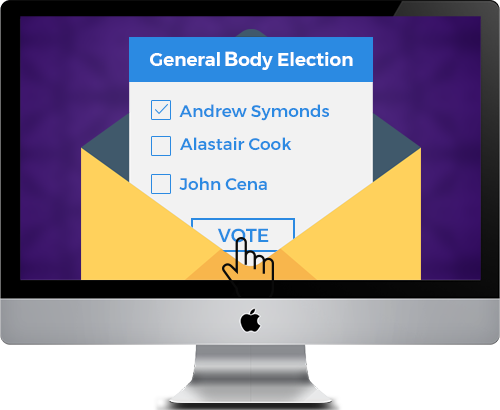 General Body Election
Andrew Symonds
Alastair Cook
John Cena
VOTE